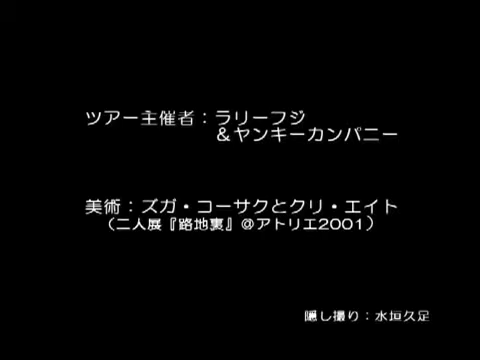 ツアー主催者：ラリーフジ
＆ヤンキーカンパニー
美術：ズガ・コーサクとクリ・エイト
（二人展『路地裏』＠アトリエ2001）
隠し撮り：水垣久足